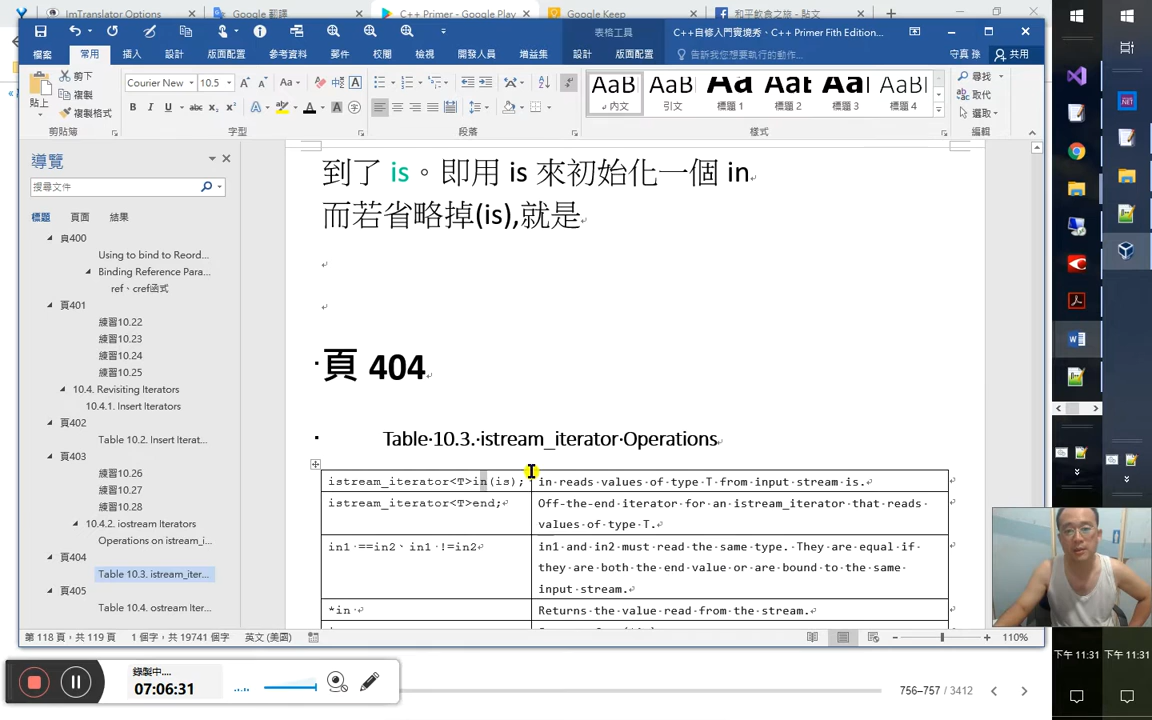 ImTranslator Options
Google 翻譯
C++ Primer - Google Play
Google Keep
和平飲食之旅 - 貼文
表格工具
C++自修入門實境秀、C++ Primer Fifth Edition...
檔案
常用
插入
設計
版面配置
參考資料
郵件
校閱
檢視
開發人員
增益集
設計
版面配置
告訴我您想要執行的動作...
守真 孫
共用
貼上
剪下
複製
複製格式
Courier New
10.5
AaB
AaB
AaB
AaB
AaB
AaBbC
內文
引文
標題 1
標題 2
標題 3
標題 4
尋找
取代
選取
剪貼簿
字型
段落
樣式
編輯
導覽
搜尋文件
標題
頁面
結果
頁400
Using to bind to Reord...
Binding Reference Para...
ref、cref函式
頁401
練習10.22
練習10.23
練習10.24
練習10.25
10.4. Revisiting Iterators
10.4.1. Insert Iterators
頁402
Table 10.2. Insert Iterat...
頁403
練習10.26
練習10.27
練習10.28
10.4.2. iostream Iterators
Operations on istream_i...
頁404
Table 10.3. istream_iter...
頁405
Table 10.4. ostream Iter...
到了 is。即用 is 來初始化一個 in
而若省略掉(is),就是
頁 404
Table 10.3. istream_iterator Operations
istream_iterator<T>in(is);
in reads values of type T from input stream is.
istream_iterator<T>end;
Off-the-end iterator for an istream_iterator that reads
values of type T.
in1 ==in2、in1 !=in2
in1 and in2 must read the same type. They are equal if
they are both the end value or are bound to the same
input stream.
*in
Returns the value read from the stream.
第 118 頁，共 119 頁
1 個字，共 19741 個字
英文 (美國)
110%
錄製中...
07:06:31
756–757 / 3412
下午 11:31
下午 11:31